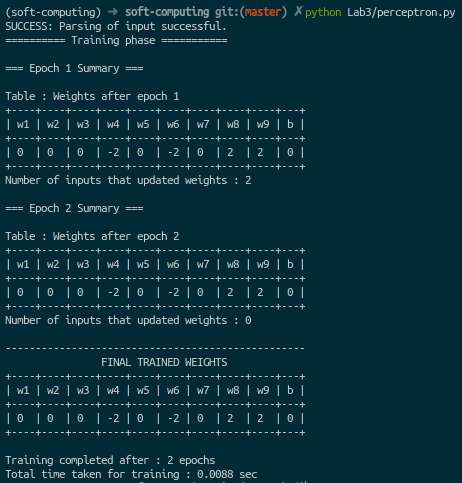 (soft-computing) ➜ soft-computing git:(master) ✗ python Lab3/perceptron.py
SUCCESS: Parsing of input successful.
========== Training phase ===========
=== Epoch 1 Summary ===
Table : Weights after epoch 1
+----+----+----+----+----+----+----+----+----+---+
| w1 | w2 | w3 | w4 | w5 | w6 | w7 | w8 | w9 | b |
+----+----+----+----+----+----+----+----+----+---+
| 0 | 0 | 0 | -2 | 0 | -2 | 0 | 2 | 2 | 0 |
+----+----+----+----+----+----+----+----+----+---+
Number of inputs that updated weights : 2
=== Epoch 2 Summary ===
Table : Weights after epoch 2
+----+----+----+----+----+----+----+----+----+---+
| w1 | w2 | w3 | w4 | w5 | w6 | w7 | w8 | w9 | b |
+----+----+----+----+----+----+----+----+----+---+
| 0 | 0 | 0 | -2 | 0 | -2 | 0 | 2 | 2 | 0 |
+----+----+----+----+----+----+----+----+----+---+
Number of inputs that updated weights : 0
--------------------------------------------------
FINAL TRAINED WEIGHTS
+----+----+----+----+----+----+----+----+----+---+
| w1 | w2 | w3 | w4 | w5 | w6 | w7 | w8 | w9 | b |
+----+----+----+----+----+----+----+----+----+---+
| 0 | 0 | 0 | -2 | 0 | -2 | 0 | 2 | 2 | 0 |
+----+----+----+----+----+----+----+----+----+---+
Training completed after : 2 epochs
Total time taken for training : 0.0088 sec